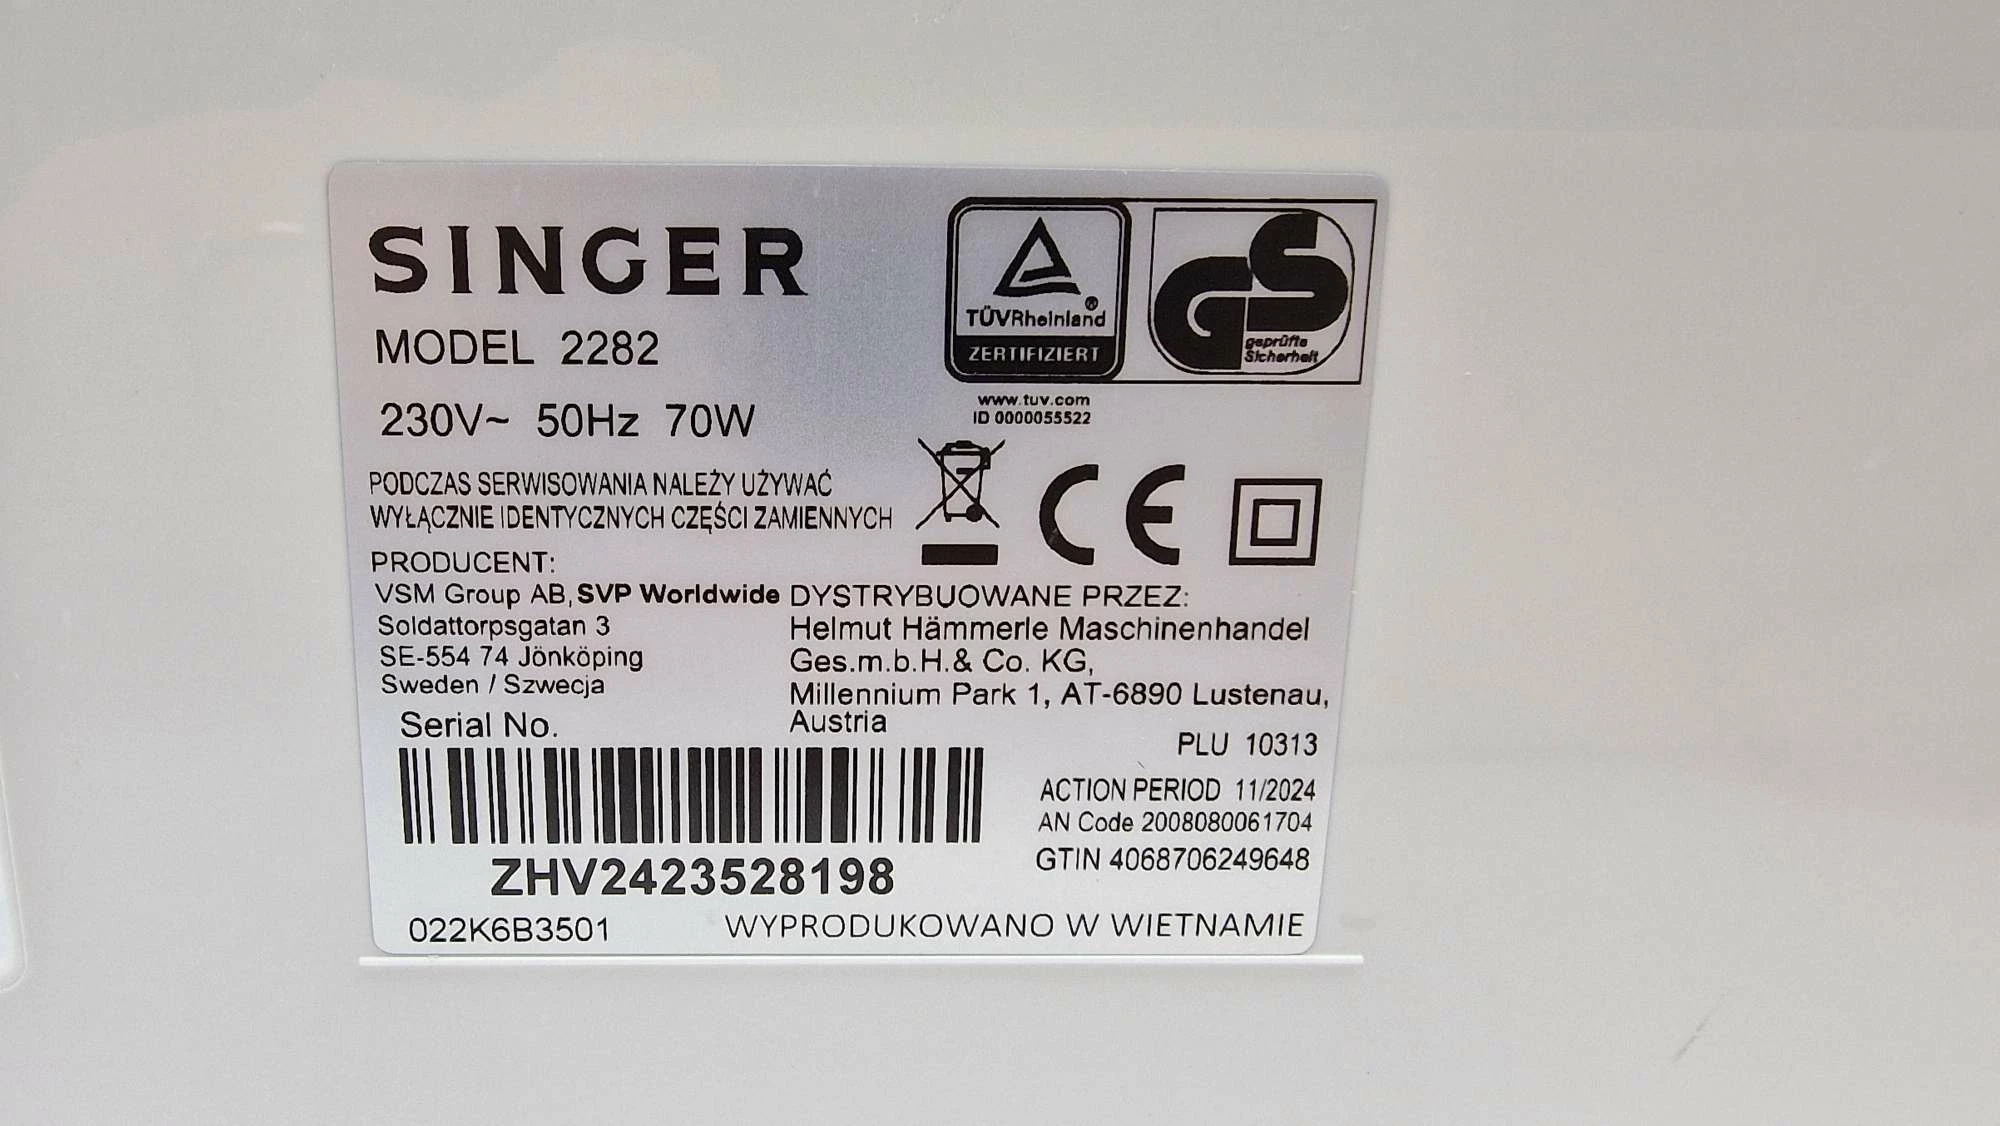 SINGER
MODEL 2282
230V~ 50Hz 70W
TÜVRheinland ®
ZERTIFIZIERT
geprüfte
Sicherheit
www.tuv.com
ID 0000055522
PODCZAS SERWISOWANIA NALEŻY UŻYWAĆ
WYŁĄCZNIE IDENTYCZNYCH CZĘŚCI ZAMIENNYCH
CE
PRODUCENT:
VSM Group AB, SVP Worldwide
Soldattorpsgatan 3
SE-554 74 Jönköping
Sweden / Szwecja
DYSTRYBUOWANE PRZEZ:
Helmut Hämmerle Maschinenhandel
Ges.m.b.H.& Co. KG,
Millennium Park 1, AT-6890 Lustenau,
Austria
Serial No.
ZHV2423528198
PLU 10313
ACTION PERIOD 11/2024
AN Code 2008080061704
GTIN 4068706249648
022K6B3501
WYPRODUKOWANO W WIETNAMIE